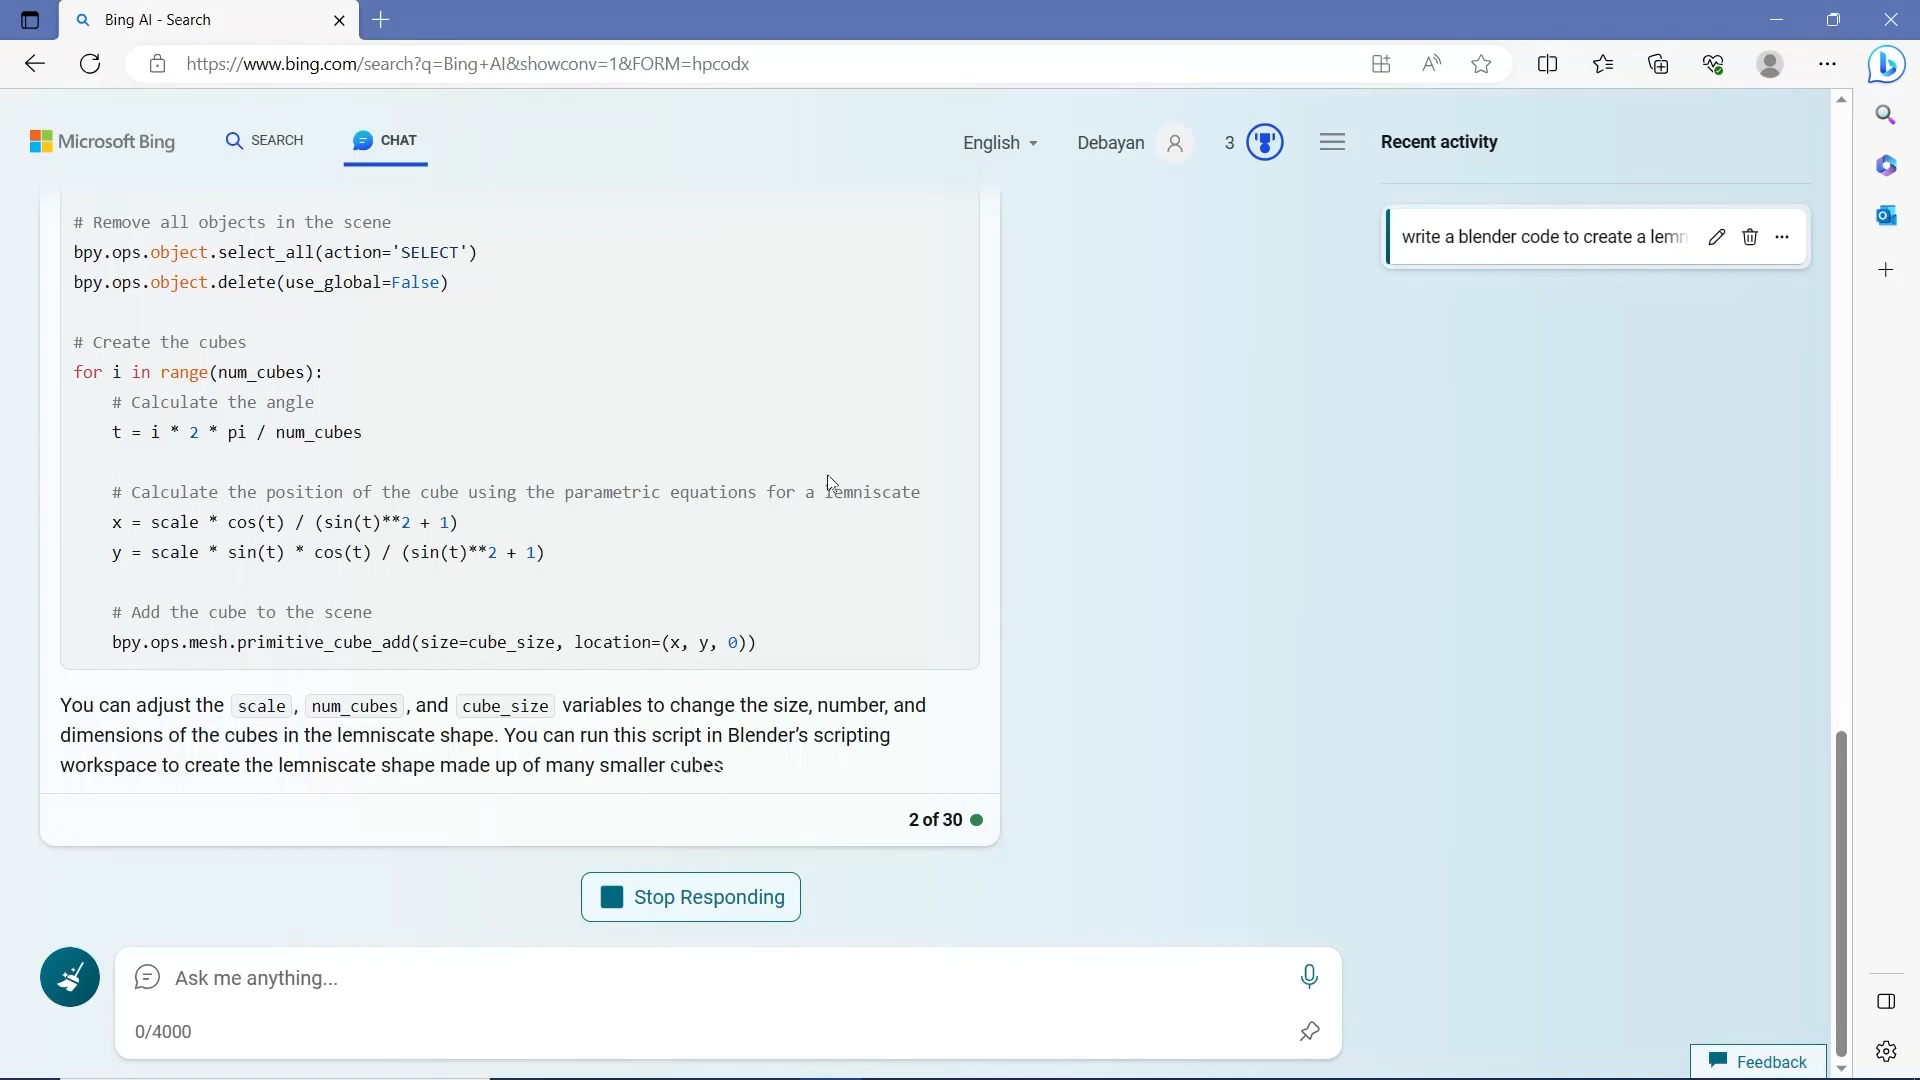 Bing AI - Search
https://www.bing.com/search?q=Bing+AI&showconv=1&FORM=hpcodx
Microsoft Bing
SEARCH
CHAT
English
Debayan
3
Recent activity
write a blender code to create a lemn
# Remove all objects in the scene
bpy.ops.object.select_all(action='SELECT')
bpy.ops.object.delete(use_global=False)
# Create the cubes
for i in range(num_cubes):
# Calculate the angle
t = i * 2 * pi / num_cubes
# Calculate the position of the cube using the parametric equations for a lemniscate
x = scale * cos(t) / (sin(t)**2 + 1)
y = scale * sin(t) * cos(t) / (sin(t)**2 + 1)
# Add the cube to the scene
bpy.ops.mesh.primitive_cube_add(size=cube_size, location=(x, y, 0))
You can adjust the scale, num_cubes, and cube_size variables to change the size, number, and
dimensions of the cubes in the lemniscate shape. You can run this script in Blender's scripting
workspace to create the lemniscate shape made up of many smaller cubes
2 of 30
Stop Responding
Ask me anything...
0/4000
Feedback